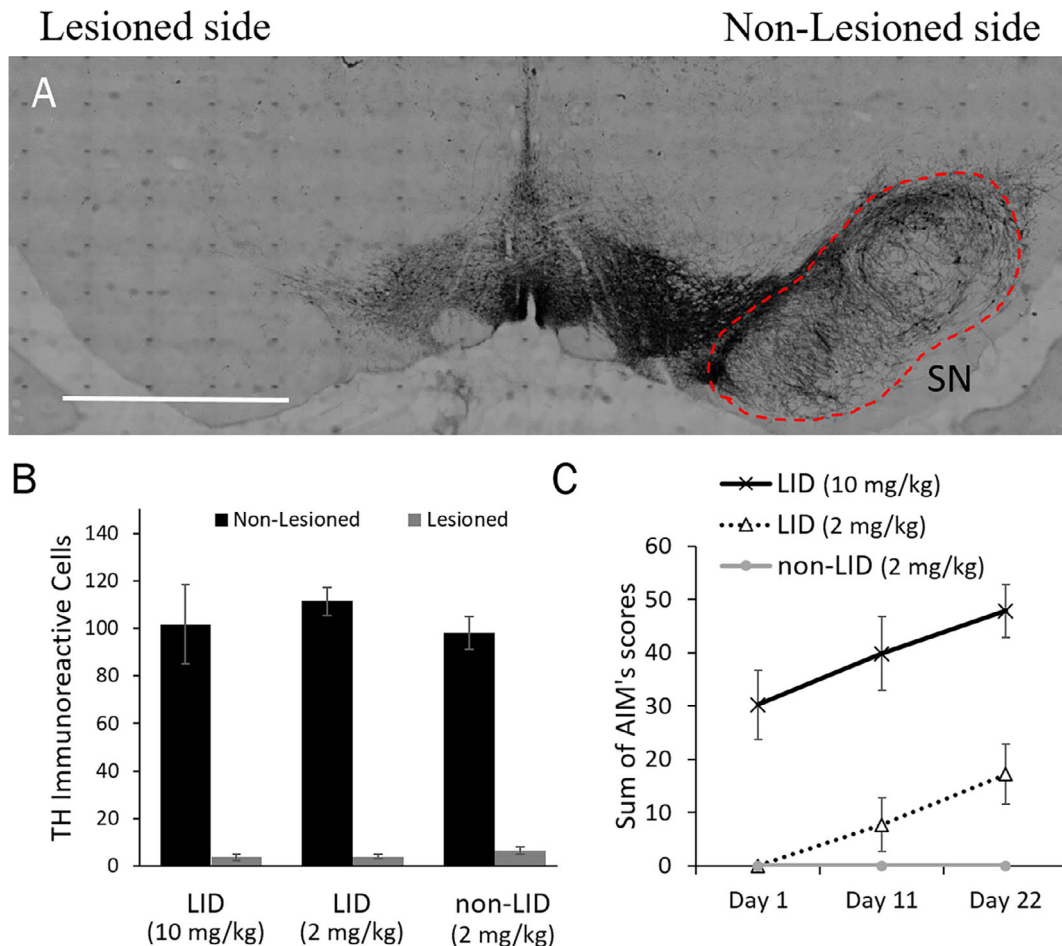 Lesioned side
Non-Lesioned side
A
SN
B
Non-Lesioned
Lesioned
TH Immunoreactive Cells
140
120
100
80
60
40
20
0
LID
(10 mg/kg)
LID
(2 mg/kg)
non-LID
(2 mg/kg)
C
LID (10 mg/kg)
LID (2 mg/kg)
non-LID (2 mg/kg)
Sum of AIM's scores
60
50
40
30
20
10
0
Day 1
Day 11
Day 22